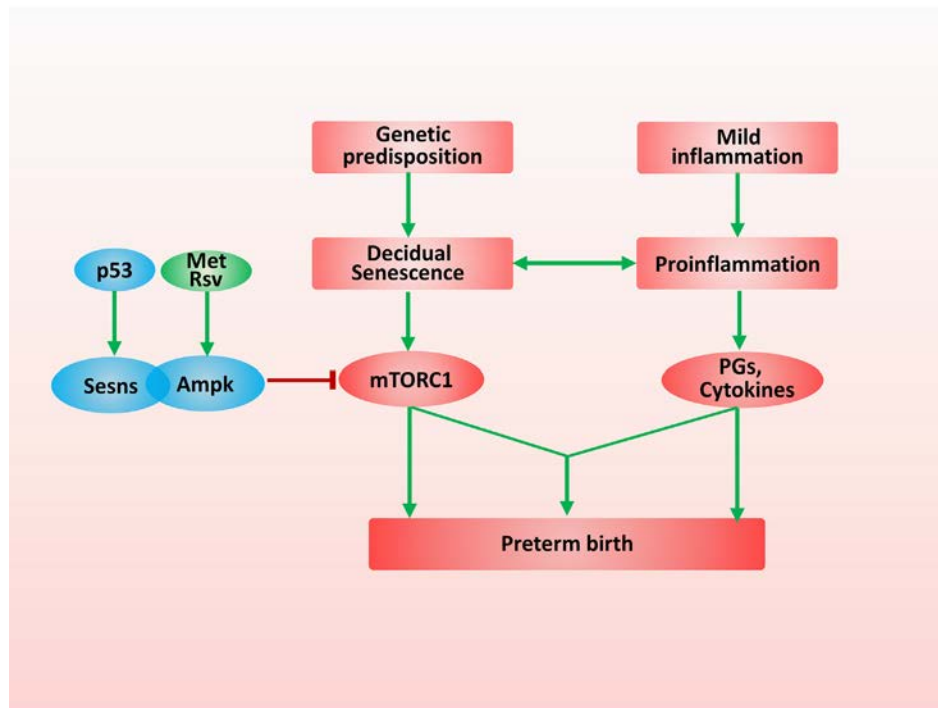 Genetic
predisposition
Mild
inflammation
Decidual
Senescence
Proinflammation
p53
Met
Rsv
Sesns
Ampk
mTORC1
PGs,
Cytokines
Preterm birth